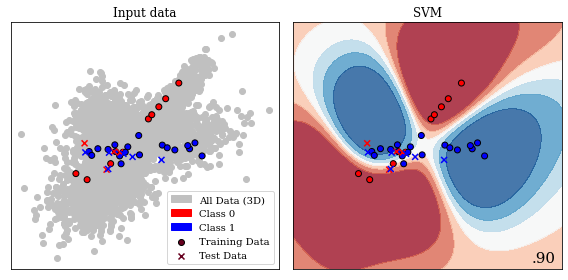 Input data
SVM
All Data (3D)
Class 0
Class 1
Training Data
Test Data
.90